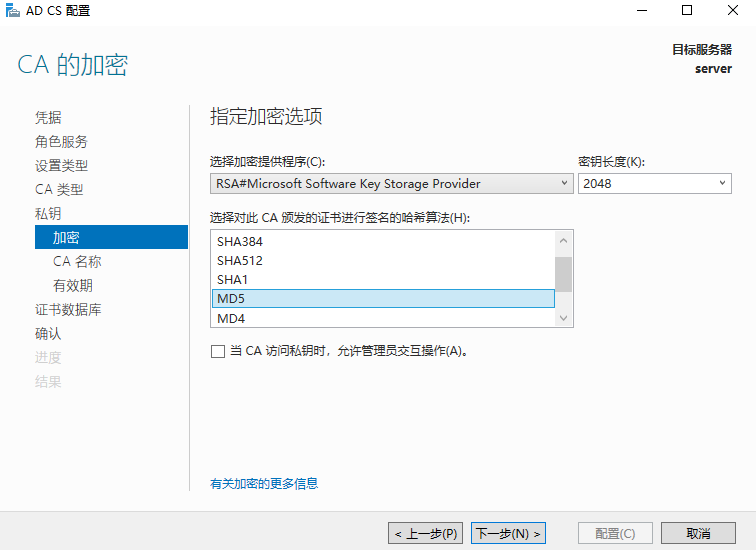 AD CS 配置
CA 的加密
目标服务器
server
凭据
角色服务
设置类型
CA 类型
私钥
加密
CA 名称
有效期
证书数据库
确认
进度
结果
指定加密选项
选择加密提供程序(C):
密钥长度(K):
RSA#Microsoft Software Key Storage Provider
2048
选择对此 CA 颁发的证书进行签名的哈希算法(H):
SHA384
SHA512
SHA1
MD5
MD4
当 CA 访问私钥时，允许管理员交互操作(A)。
有关加密的更多信息
< 上一步(P)
下一步(N) >
配置(C)
取消